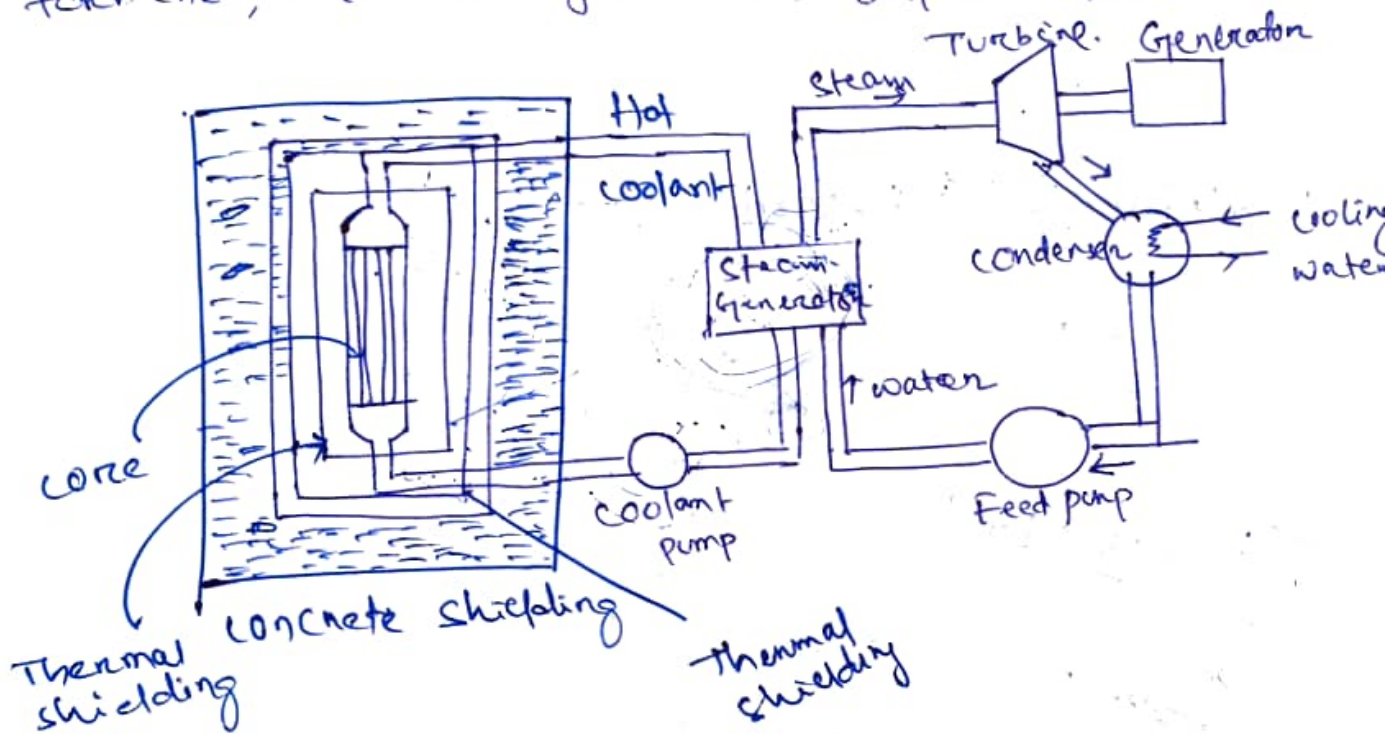 Turbine. Generator
steam
Hot
coolant
cooling
water
condenser
Steam
Generator
water
core
coolant
pump
Feed pump
concrete shielding
Thermal
shielding
Thermal
shielding